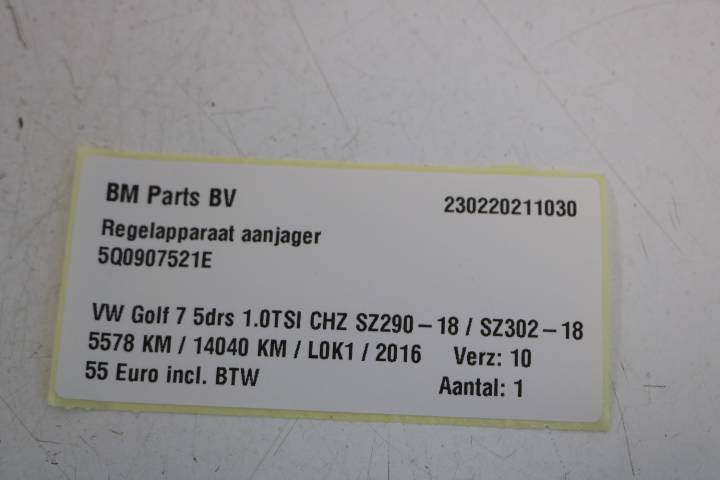 BM Parts BV 230220211030
Regelapparaat aanjager
5Q0907521E
VW Golf 7 5drs 1.0TSI CHZ SZ290-18 / SZ302-18
5578 KM / 14040 KM / L0K1 / 2016 Verz: 10
55 Euro incl. BTW Aantal: 1